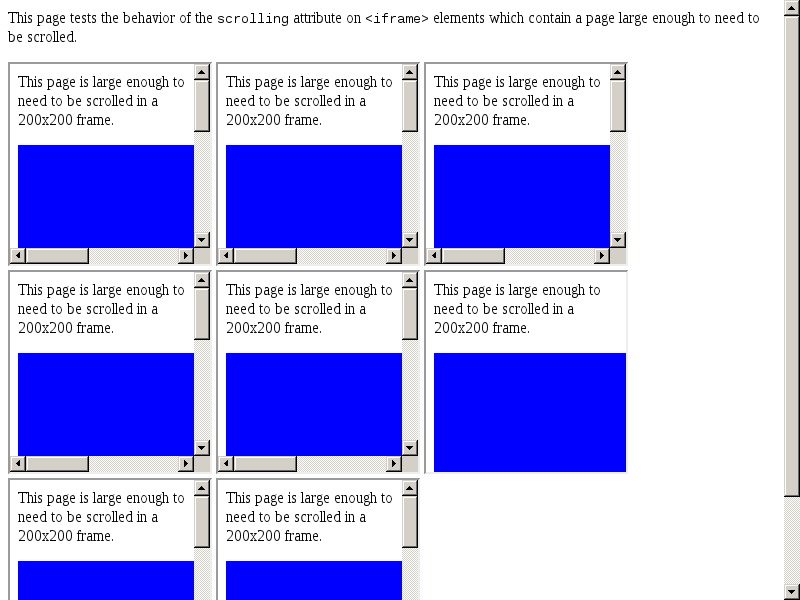 This page tests the behavior of the scrolling attribute on <iframe> elements which contain a page large enough to need to
be scrolled.
This page is large enough to
need to be scrolled in a
200x200 frame.
This page is large enough to
need to be scrolled in a
200x200 frame.
This page is large enough to
need to be scrolled in a
200x200 frame.
This page is large enough to
need to be scrolled in a
200x200 frame.
This page is large enough to
need to be scrolled in a
200x200 frame.
This page is large enough to
need to be scrolled in a
200x200 frame.
This page is large enough to
need to be scrolled in a
200x200 frame.
This page is large enough to
need to be scrolled in a
200x200 frame.